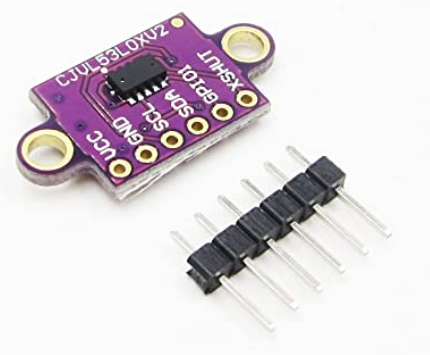 CJVL53L0XV2
VCC
GND
SCL
SDA
GPIO1
XSHUT